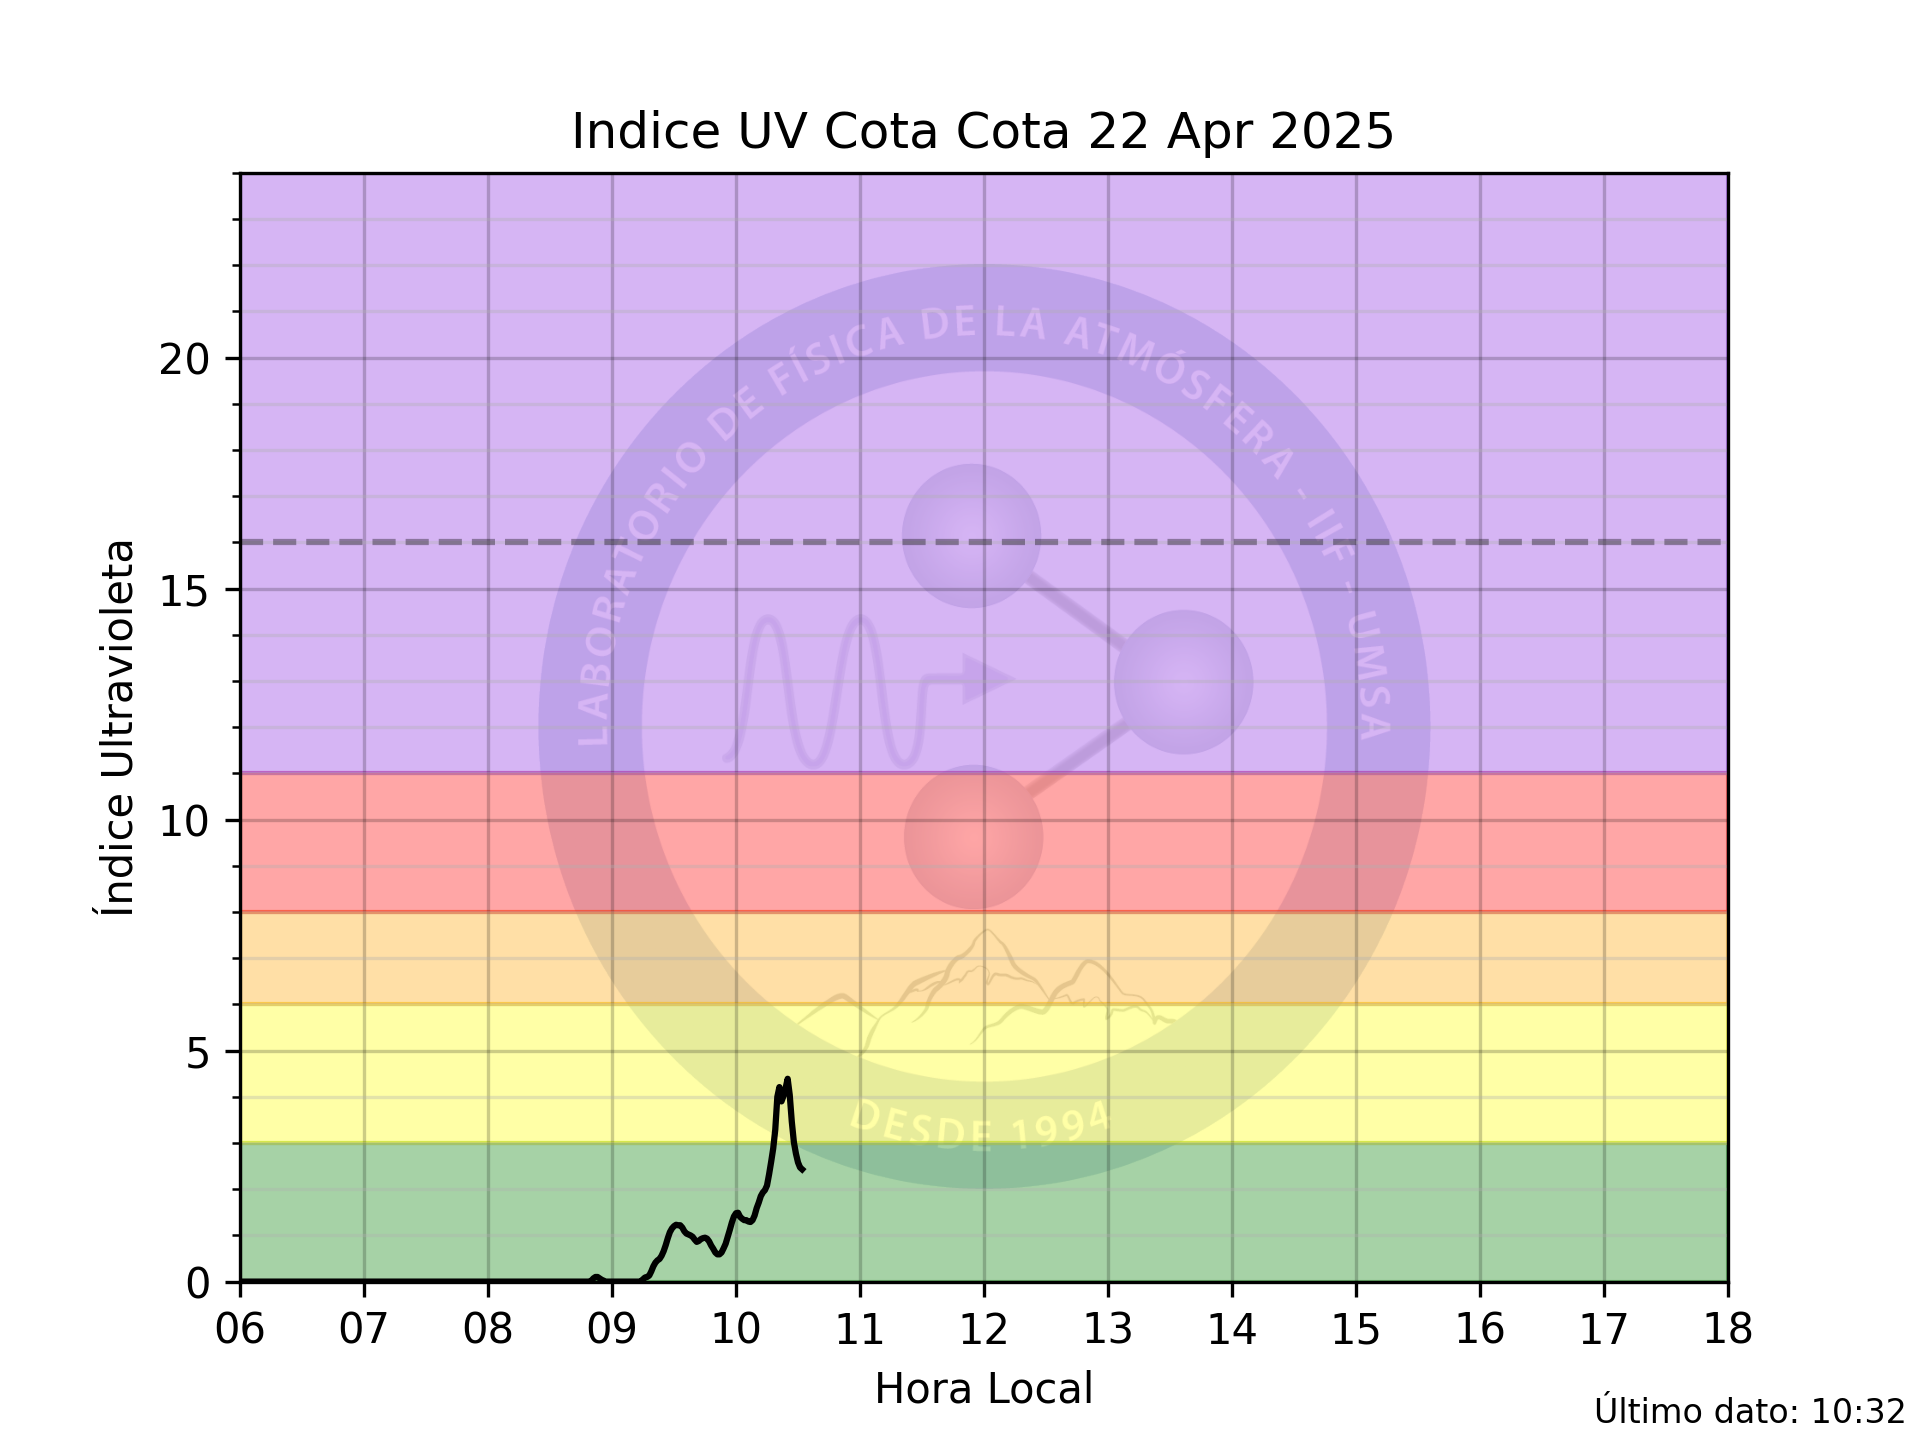 Indice UV Cota Cota 22 Apr 2025
Índice Ultravioleta
20
15
10
5
0
LABORATORIO DE FÍSICA DE LA ATMÓSFERA - IIF - UMSA
DESDE 1994
06 07 08 09 10 11 12 13 14 15 16 17 18
Hora Local
Último dato: 10:32